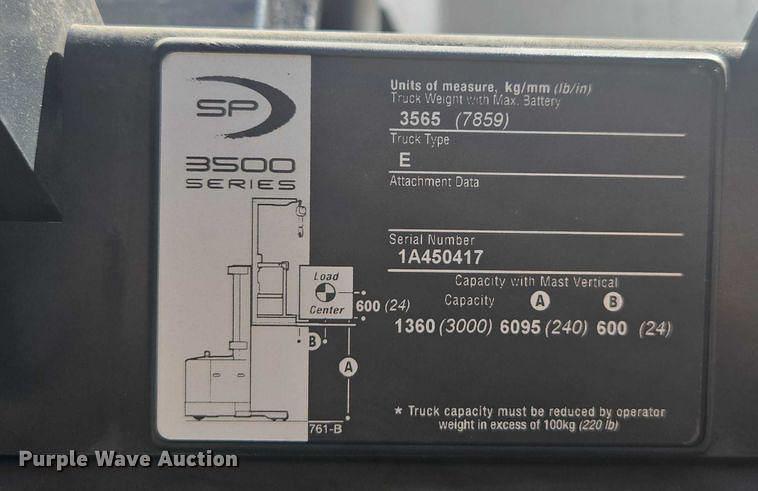 SP
3500
SERIES
Load
Center
600 (24)
B
A
761-B
Units of measure, kg/mm (lb/in)
Truck Weight with Max. Battery
3565 (7859)
Truck Type
E
Attachment Data
Serial Number
1A450417
Capacity with Mast Vertical
Capacity A B
1360 (3000) 6095 (240) 600 (24)
* Truck capacity must be reduced by operator
weight in excess of 100kg (220 lb)
Purple Wave Auction